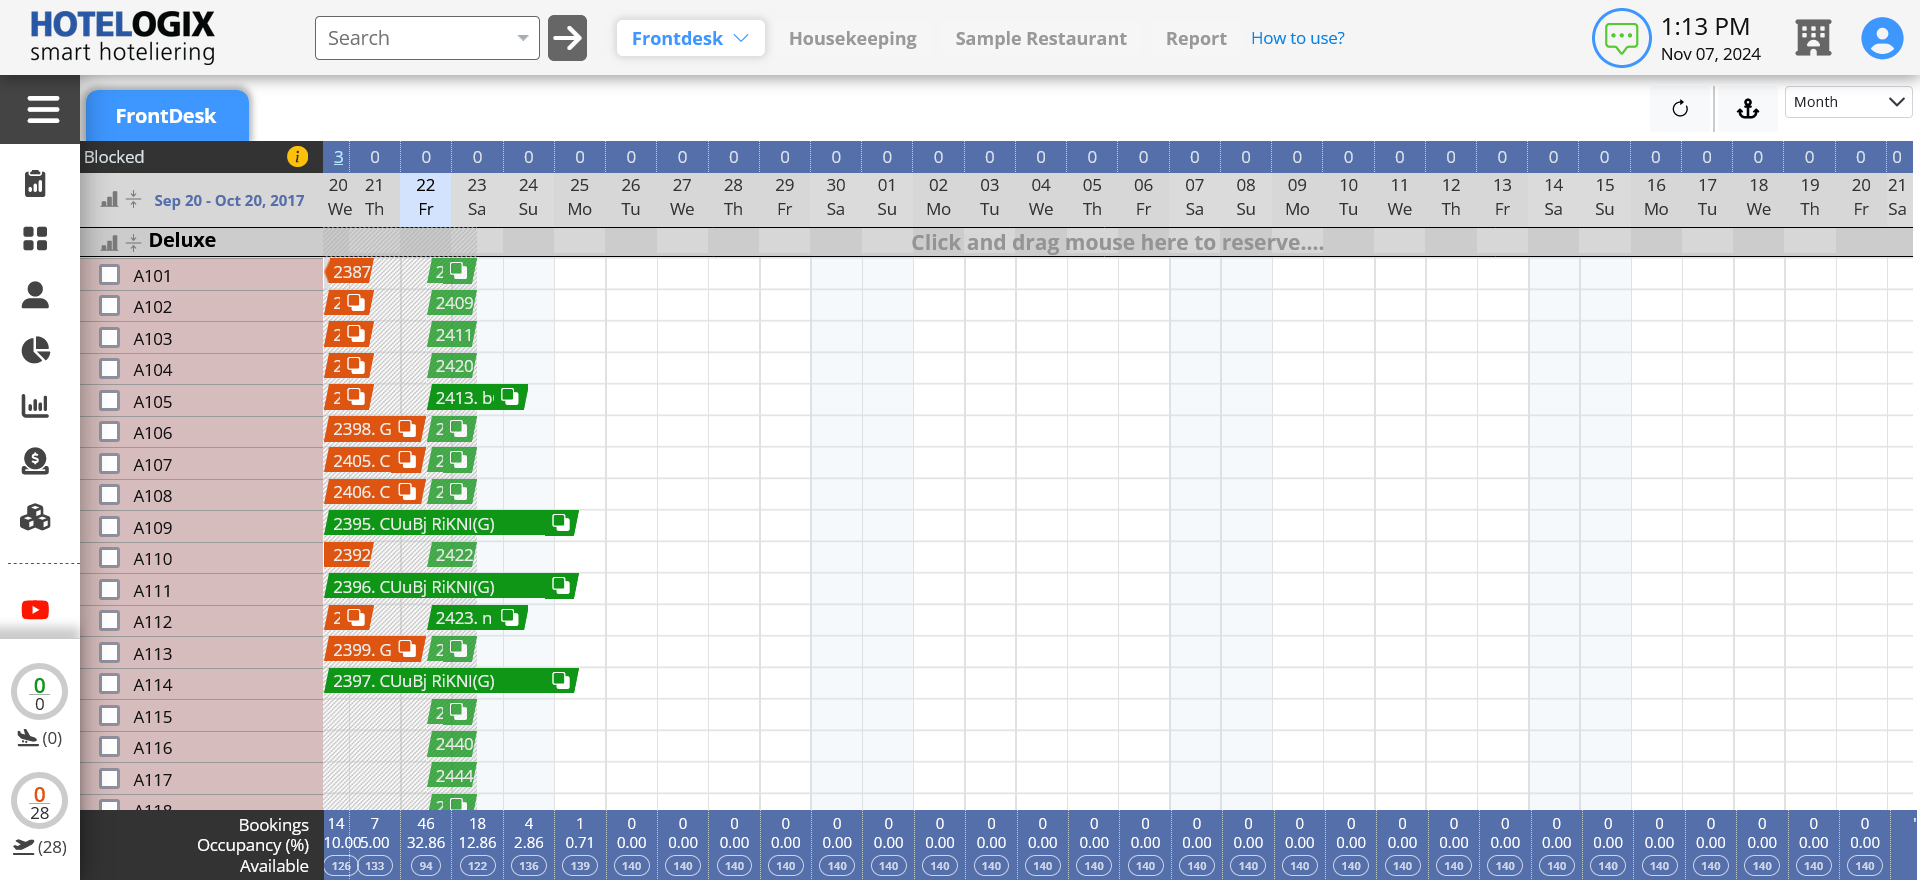 HOTELOGIX
smart hoteliering
Search
Frontdesk
Housekeeping
Sample Restaurant
Report
How to use?
1:13 PM
Nov 07, 2024
FrontDesk
Month
Blocked
3 0 0 0 0 0 0 0 0 0 0 0 0 0 0 0 0 0 0 0 0 0 0 0 0 0 0 0 0 0 0 0
Sep 20 - Oct 20, 2017
20 21 22 23 24 25 26 27 28 29 30 01 02 03 04 05 06 07 08 09 10 11 12 13 14 15 16 17 18 19 20 21
We Th Fr Sa Su Mo Tu We Th Fr Sa Su Mo Tu We Th Fr Sa Su Mo Tu We Th Fr Sa Su Mo Tu We Th Fr Sa
Deluxe
Click and drag mouse here to reserve....
A101 2387 2
A102 2 2409
A103 2 2411
A104 2 2420
A105 2 2413. b
A106 2398. G 2
A107 2405. C 2
A108 2406. C 2
A109 2395. CUuBj RiKNI(G)
A110 2392 2422
A111 2396. CUuBj RiKNI(G)
A112 2 2423. n
A113 2399. G 2
A114 2397. CUuBj RiKNI(G)
A115 2
A116 2440
A117 2444
A118 2
0
0
(0)
0
28
(28)
Bookings 14 7 46 18 4 1 0 0 0 0 0 0 0 0 0 0 0 0 0 0 0 0 0 0 0 0 0 0 0 0 0
Occupancy (%) 10.00 5.00 32.86 12.86 2.86 0.71 0.00 0.00 0.00 0.00 0.00 0.00 0.00 0.00 0.00 0.00 0.00 0.00 0.00 0.00 0.00 0.00 0.00 0.00 0.00 0.00 0.00 0.00 0.00 0.00 0.00
Available 126 133 94 122 136 139 140 140 140 140 140 140 140 140 140 140 140 140 140 140 140 140 140 140 140 140 140 140 140 140 140